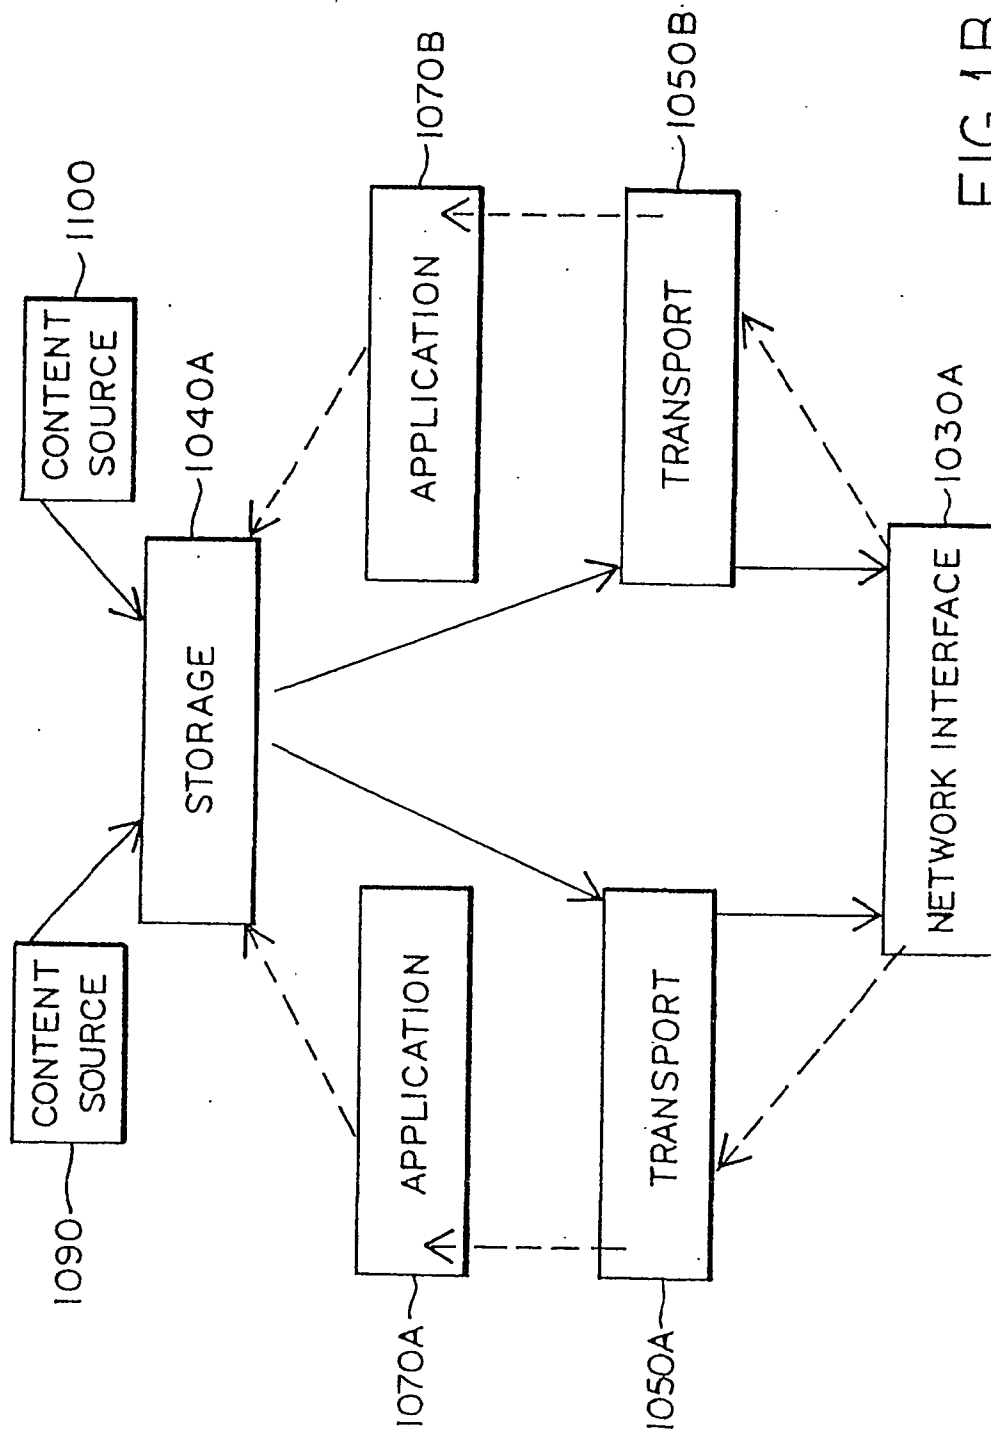 CONTENT
SOURCE
1090
CONTENT
SOURCE
1100
STORAGE
1040A
APPLICATION
1070A
APPLICATION
1070B
TRANSPORT
1050A
TRANSPORT
1050B
NETWORK INTERFACE
1030A
FIG. 1B